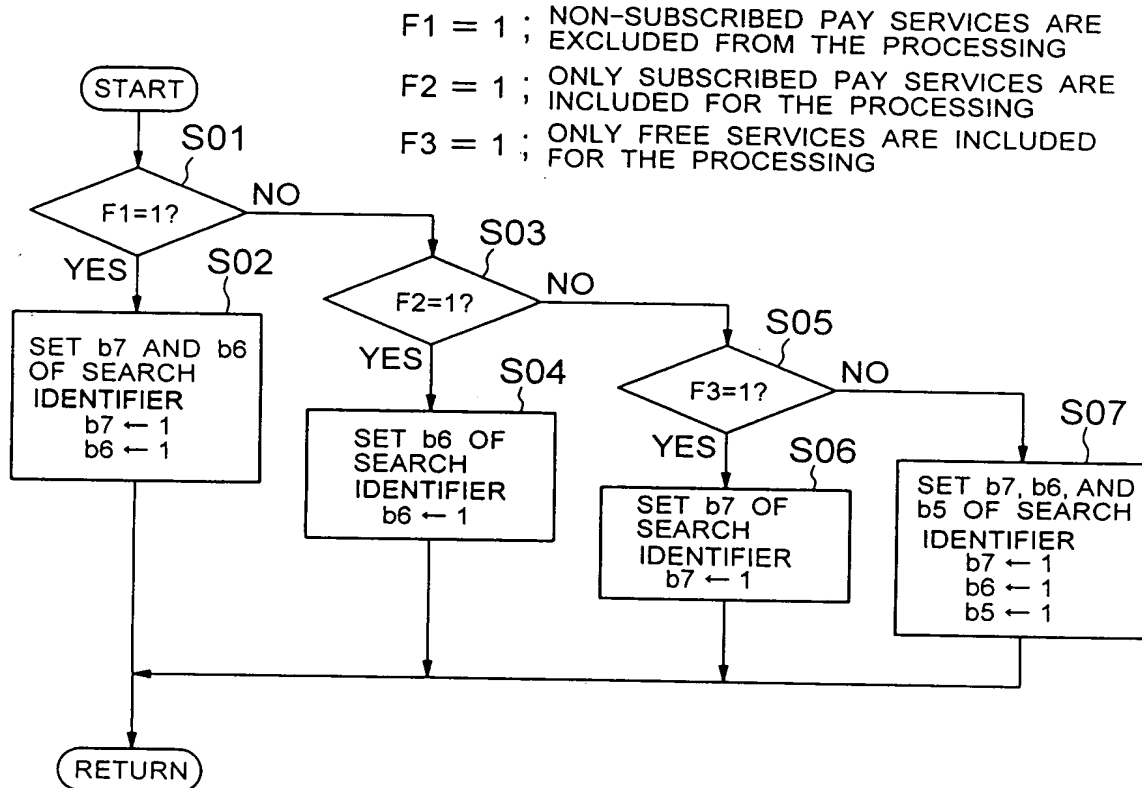 F1 = 1 ; NON-SUBSCRIBED PAY SERVICES ARE
EXCLUDED FROM THE PROCESSING
F2 = 1 ; ONLY SUBSCRIBED PAY SERVICES ARE
INCLUDED FOR THE PROCESSING
F3 = 1 ; ONLY FREE SERVICES ARE INCLUDED
FOR THE PROCESSING
START
S01
F1=1?
NO
YES
S02
SET b7 AND b6
OF SEARCH
IDENTIFIER
b7 ← 1
b6 ← 1
S03
F2=1?
NO
YES
S04
SET b6 OF
SEARCH
IDENTIFIER
b6 ← 1
S05
F3=1?
NO
YES
S06
SET b7 OF
SEARCH
IDENTIFIER
b7 ← 1
S07
SET b7, b6, AND
b5 OF SEARCH
IDENTIFIER
b7 ← 1
b6 ← 1
b5 ← 1
RETURN